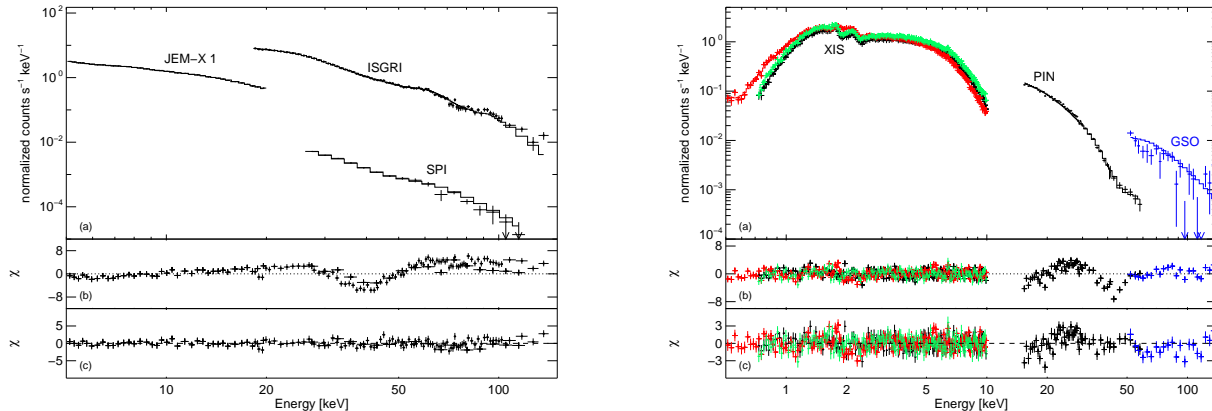 normalized counts s⁻¹ keV⁻¹
10²
10⁰
10⁻²
10⁻⁴
JEM−X 1
ISGRI
SPI
(a)
χ
8
0
−8
(b)
χ
5
0
−5
(c)
10 20 50 100
Energy [keV]
normalized counts s⁻¹ keV⁻¹
10⁰
10⁻¹
10⁻²
10⁻³
10⁻⁴
XIS
PIN
GSO
(a)
χ
8
0
−8
(b)
χ
3
0
−3
(c)
1 2 5 10 20 50 100
Energy [keV]